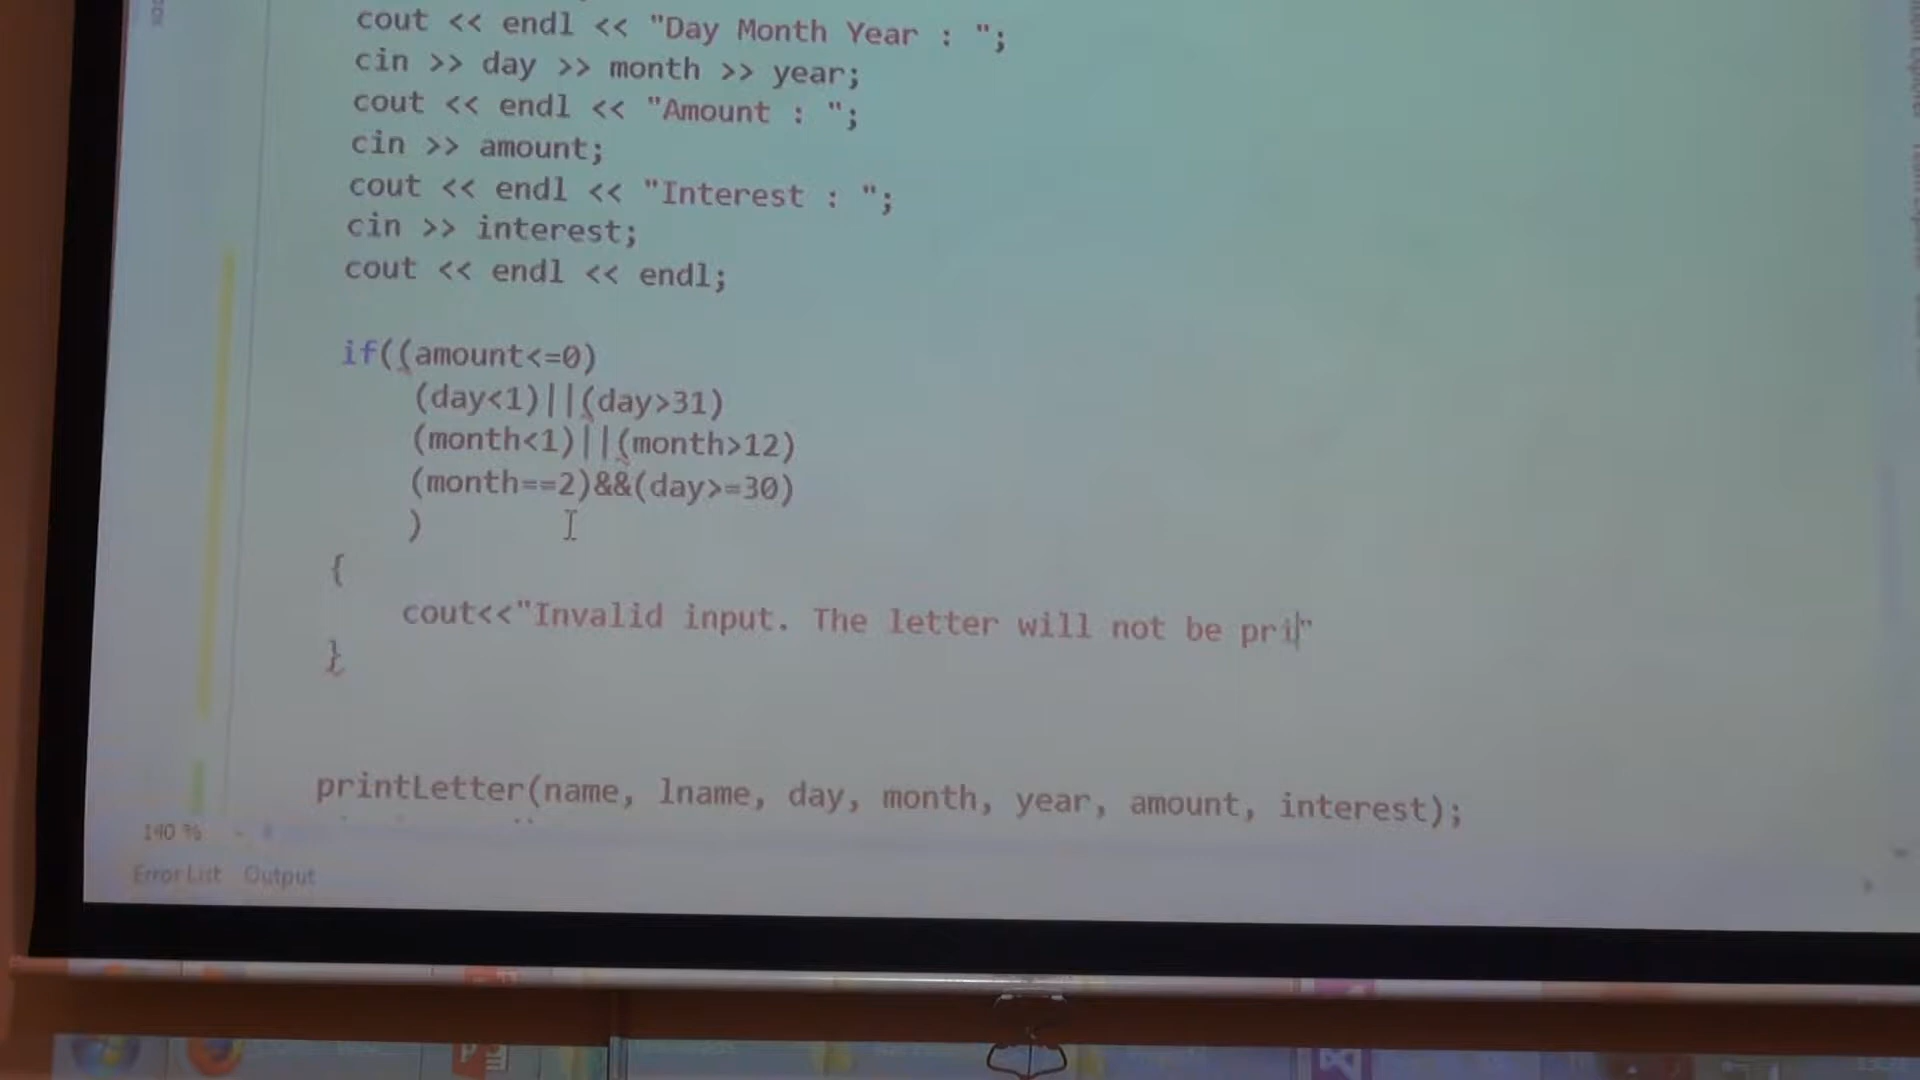 cout << endl << "Day Month Year : ";
cin >> day >> month >> year;
cout << endl << "Amount : ";
cin >> amount;
cout << endl << "Interest : ";
cin >> interest;
cout << endl << endl;
if((amount<=0)
(day<1)||(day>31)
(month<1)||(month>12)
(month==2)&&(day>=30)
)
{
cout<<"Invalid input. The letter will not be pri"
}
printLetter(name, lname, day, month, year, amount, interest);
140 %
Error List Output